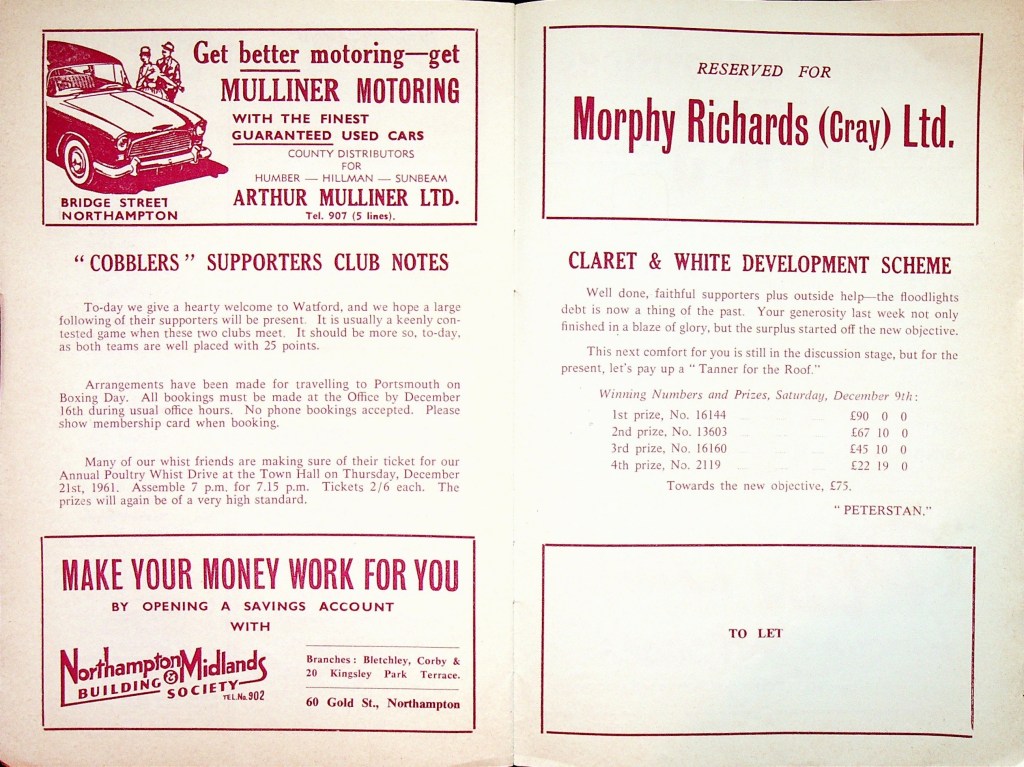 Get better motoring—get
MULLINER MOTORING
WITH THE FINEST
GUARANTEED USED CARS
COUNTY DISTRIBUTORS
FOR
HUMBER — HILLMAN — SUNBEAM
ARTHUR MULLINER LTD.
Tel. 907 (5 lines).
BRIDGE STREET
NORTHAMPTON
"COBBLERS" SUPPORTERS CLUB NOTES
To-day we give a hearty welcome to Watford, and we hope a large
following of their supporters will be present. It is usually a keenly con-
tested game when these two clubs meet. It should be more so, to-day,
as both teams are well placed with 25 points.
Arrangements have been made for travelling to Portsmouth on
Boxing Day. All bookings must be made at the Office by December
16th during usual office hours. No phone bookings accepted. Please
show membership card when booking.
Many of our whist friends are making sure of their ticket for our
Annual Poultry Whist Drive at the Town Hall on Thursday, December
21st, 1961. Assemble 7 p.m. for 7.15 p.m. Tickets 2/6 each. The
prizes will again be of a very high standard.
MAKE YOUR MONEY WORK FOR YOU
BY OPENING A SAVINGS ACCOUNT
WITH
Northampton & Midlands
BUILDING SOCIETY
TEL. No. 902
Branches: Bletchley, Corby &
20 Kingsley Park Terrace.
60 Gold St., Northampton
RESERVED FOR
Morphy Richards (Cray) Ltd.
CLARET & WHITE DEVELOPMENT SCHEME
Well done, faithful supporters plus outside help—the floodlights
debt is now a thing of the past. Your generosity last week not only
finished in a blaze of glory, but the surplus started off the new objective.
This next comfort for you is still in the discussion stage, but for the
present, let's pay up a "Tanner for the Roof."
Winning Numbers and Prizes, Saturday, December 9th:
1st prize, No. 16144 ... ... ... £90 0 0
2nd prize, No. 13603 ... ... ... £67 10 0
3rd prize, No. 16160 ... ... ... £45 10 0
4th prize, No. 2119 ... ... ... £22 19 0
Towards the new objective, £75.
"PETERSTAN."
TO LET